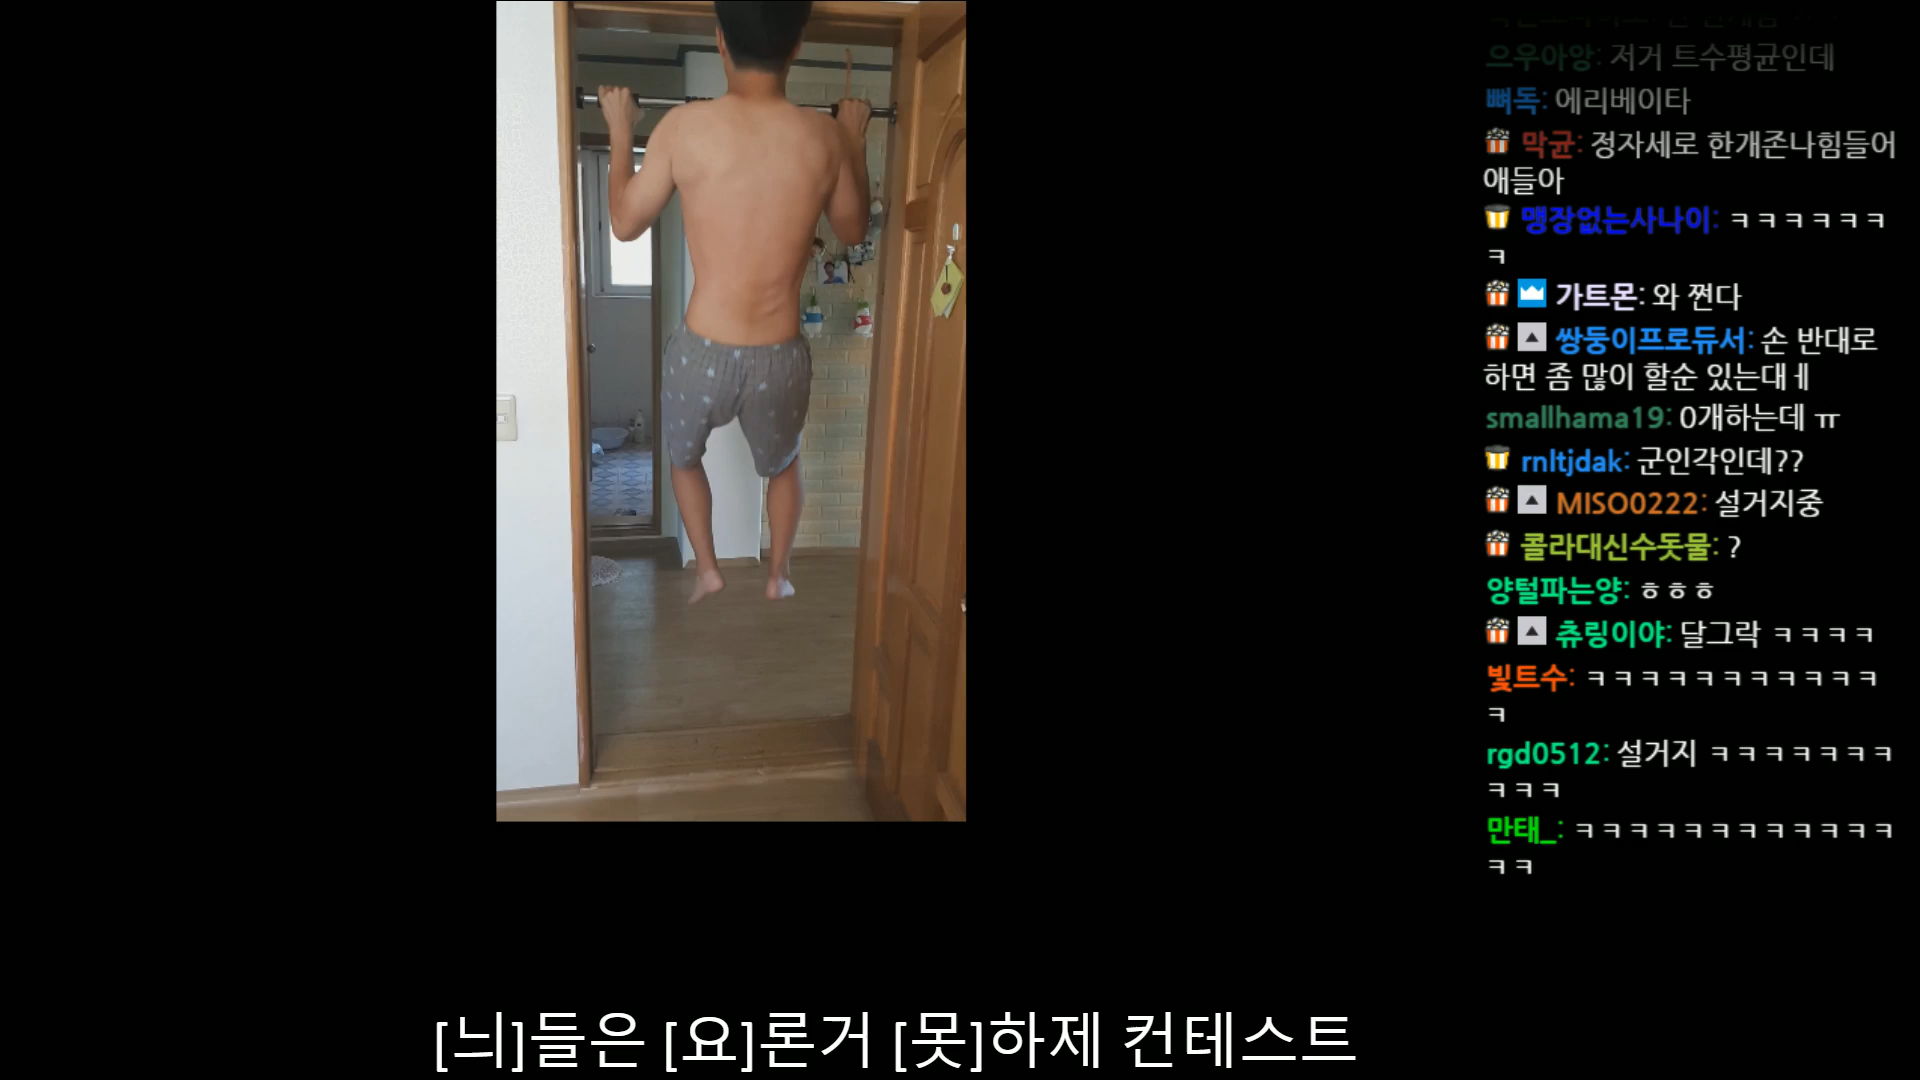 으우아앙: 저거 트수평균인데
뼈독: 에리베이타
막균: 정자세로 한개존나힘들어
애들아
맹장없는사나이: ㅋㅋㅋㅋㅋㅋ
ㅋ
가트몬: 와 쩐다
쌍둥이프로듀서: 손 반대로
하면 좀 많이 할순 있는대ㅔ
smallhama19: 0개하는데 ㅠ
rnltjdak: 군인각인데??
MISO0222: 설거지중
콜라대신수돗물: ?
양털파는양: ㅎㅎㅎ
츄링이야: 달그락 ㅋㅋㅋㅋ
빛트수: ㅋㅋㅋㅋㅋㅋㅋㅋㅋㅋㅋ
ㅋ
rgd0512: 설거지 ㅋㅋㅋㅋㅋㅋㅋ
ㅋㅋㅋ
만태_: ㅋㅋㅋㅋㅋㅋㅋㅋㅋㅋㅋㅋ
ㅋㅋ
[늬]들은 [요]론거 [못]하제 컨테스트